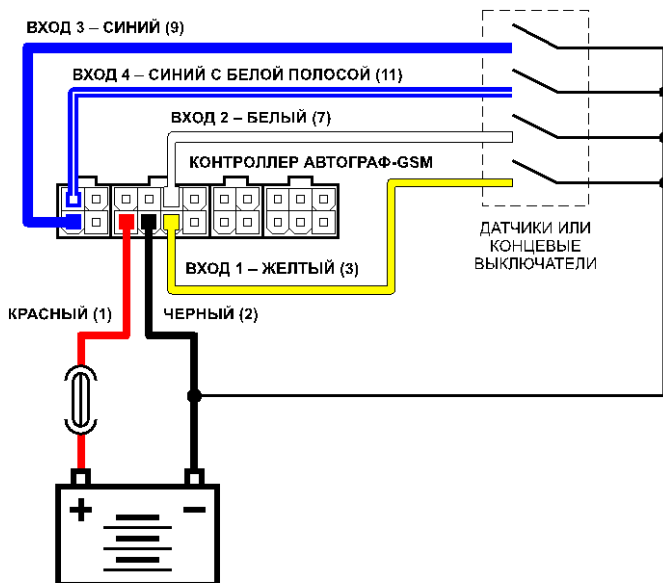 ВХОД 3 – СИНИЙ (9)
ВХОД 4 – СИНИЙ С БЕЛОЙ ПОЛОСОЙ (11)
ВХОД 2 – БЕЛЫЙ (7)
КОНТРОЛЛЕР АВТОГРАФ-GSM
ДАТЧИКИ ИЛИ
КОНЦЕВЫЕ
ВЫКЛЮЧАТЕЛИ
ВХОД 1 – ЖЕЛТЫЙ (3)
КРАСНЫЙ (1)
ЧЕРНЫЙ (2)
+ –